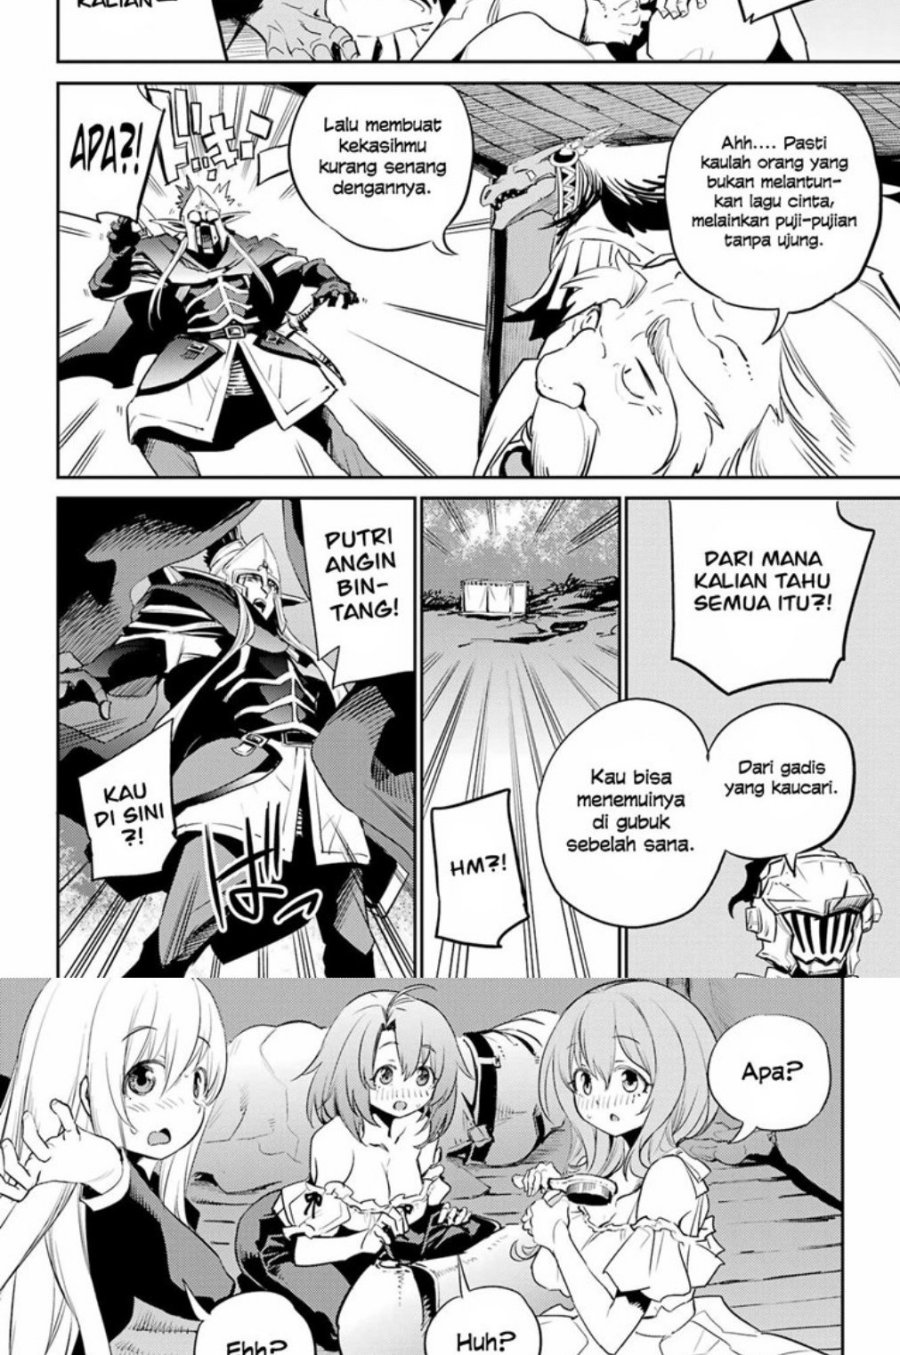 KALIAN—
Ahh.... Pasti
kaulah orang yang
bukan melantun-
kan lagu cinta,
melainkan puji-pujian
tanpa ujung.
Lalu membuat
kekasihmu
kurang senang
dengannya.
APA?!
DARI MANA
KALIAN TAHU
SEMUA ITU?!
Dari gadis
yang kaucari.
Kau bisa
menemuinya
di gubuk
sebelah sana.
HM?!
PUTRI
ANGIN
BIN-
TANG!
KAU
DI SINI
?!
Apa?
Huh?
Ehh?